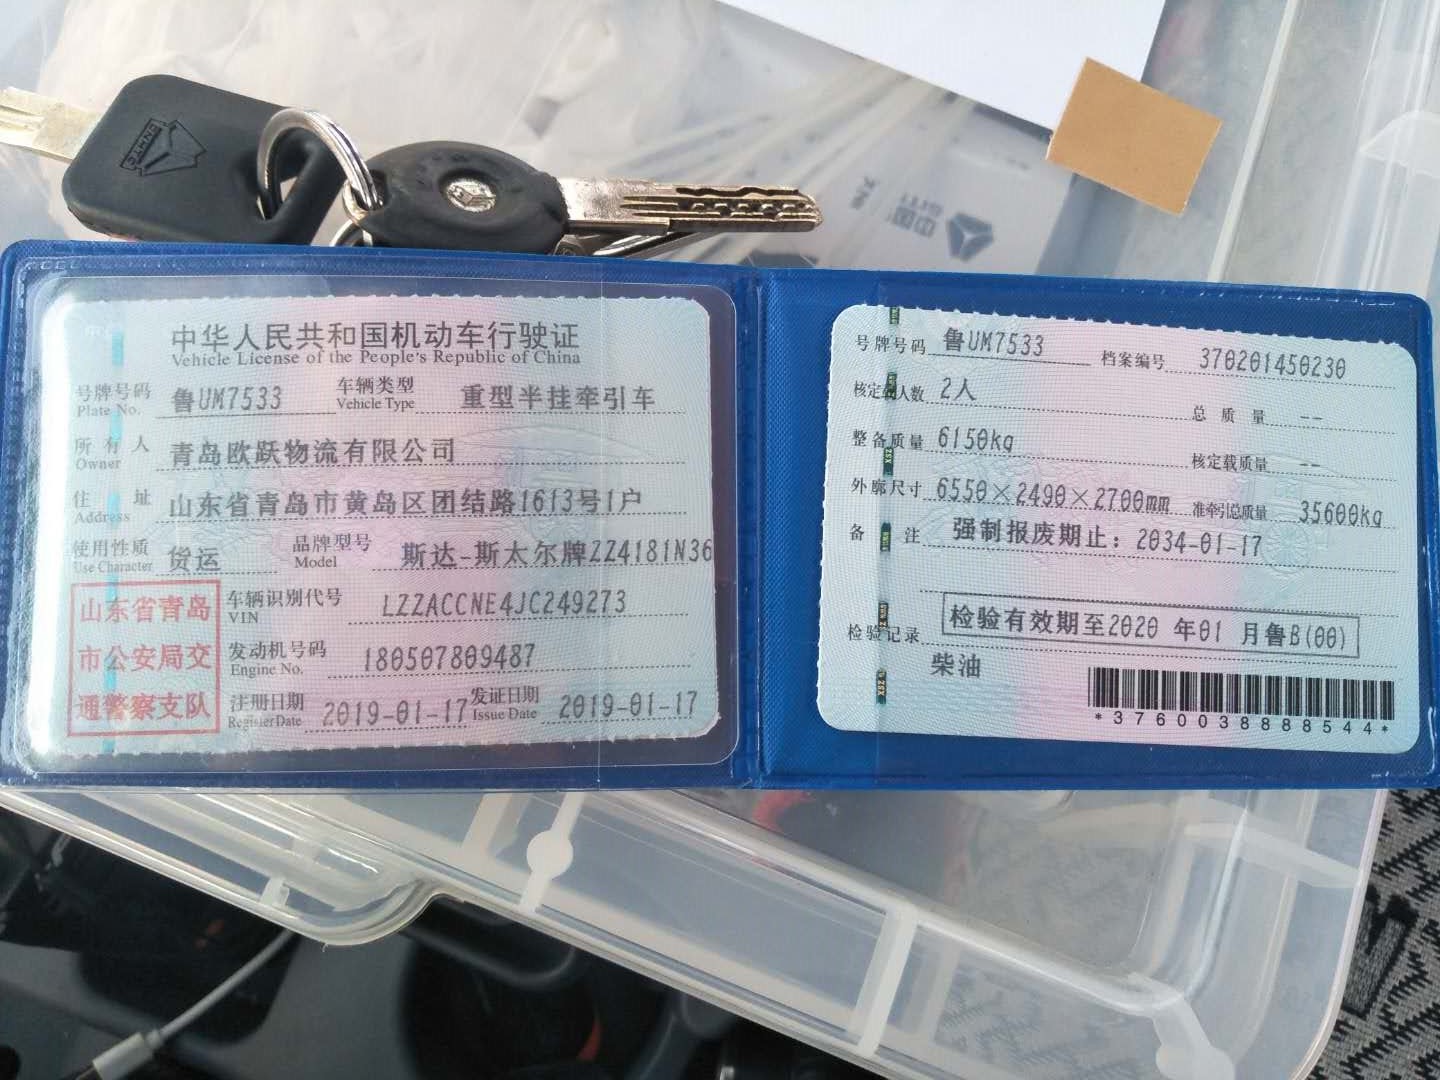 CNHTC
中华人民共和国机动车行驶证
Vehicle License of the People's Republic of China
号牌号码 鲁UM7533 车辆类型 重型半挂牵引车
Plate No. Vehicle Type
所有人 青岛欧跃物流有限公司
Owner
住址 山东省青岛市黄岛区团结路1613号1户
Address
使用性质 货运 品牌型号 斯达-斯太尔牌ZZ4181N36
Use Character Model
山东省青岛
市公安局交
通警察支队
车辆识别代号 LZZACCNE4JC249273
VIN
发动机号码 180507809487
Engine No.
注册日期 2019-01-17 发证日期 2019-01-17
Register Date Issue Date
号牌号码 鲁UM7533 档案编号 370201450230
核定载人数 2人 总质量 --
整备质量 6150kg 核定载质量 --
外廓尺寸 6550×2490×2700mm 准牵引总质量 35600kg
备注 强制报废期止：2034-01-17
检验记录 检验有效期至2020 年01 月鲁B(00)
柴油
*3760038888544*